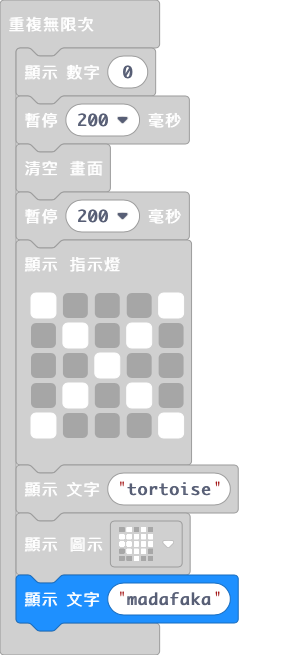 重複無限次
顯示 數字 0
暫停 200 毫秒
清空 畫面
暫停 200 毫秒
顯示 指示燈
顯示 文字 "tortoise"
顯示 圖示
顯示 文字 "madafaka"